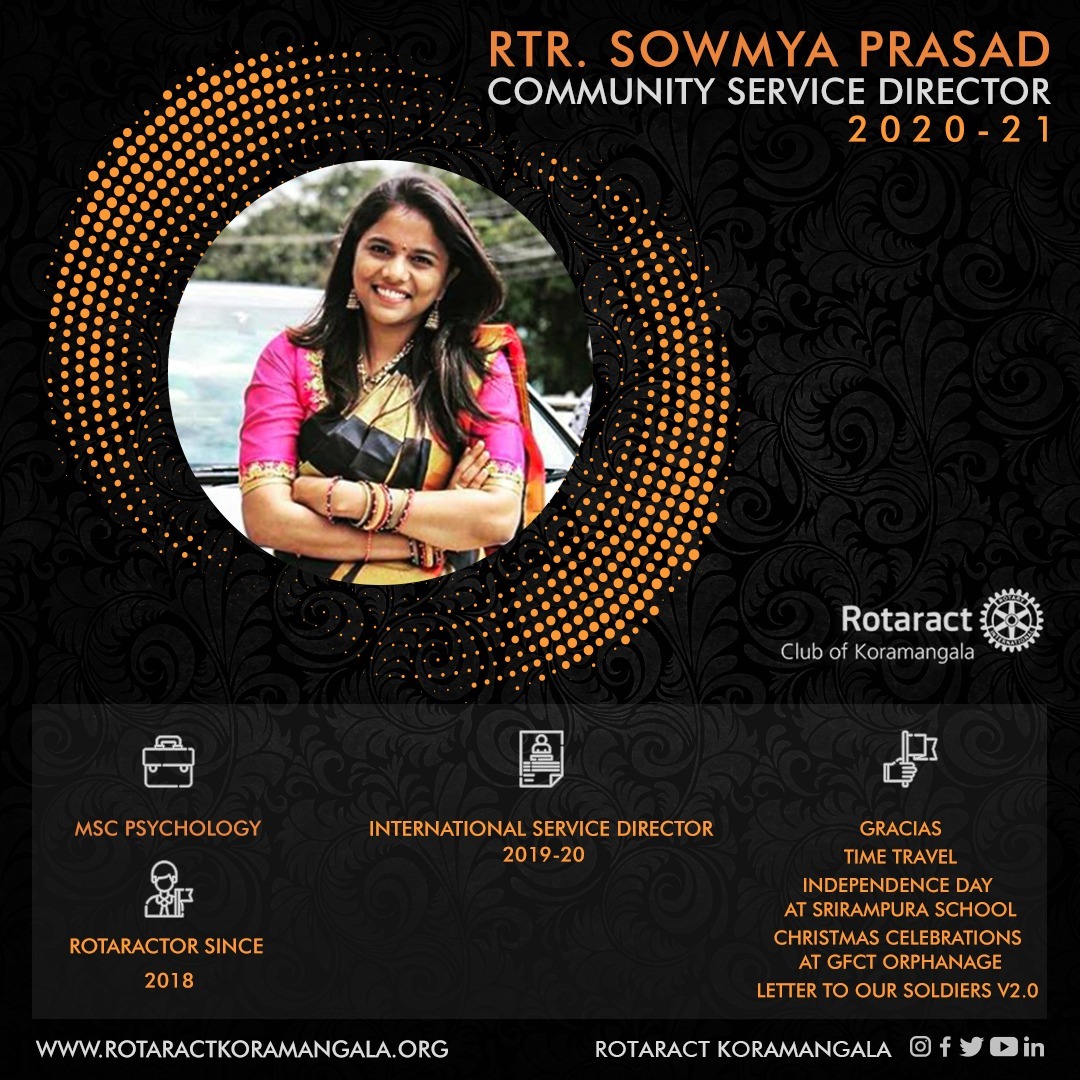 RTR. SOWMYA PRASAD
COMMUNITY SERVICE DIRECTOR
2020-21
Rotaract
Club of Koramangala
ROTARY
INTERNATIONAL
MSC PSYCHOLOGY
ROTARACTOR SINCE
2018
INTERNATIONAL SERVICE DIRECTOR
2019-20
GRACIAS
TIME TRAVEL
INDEPENDENCE DAY
AT SRIRAMPURA SCHOOL
CHRISTMAS CELEBRATIONS
AT GFCT ORPHANAGE
LETTER TO OUR SOLDIERS V2.0
WWW.ROTARACTKORAMANGALA.ORG
ROTARACT KORAMANGALA